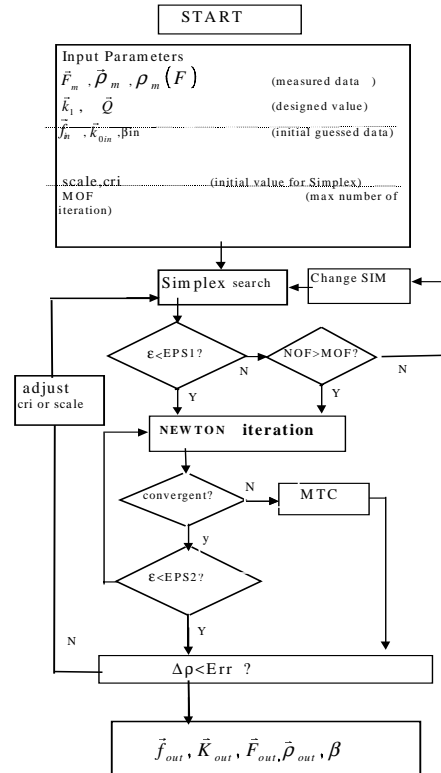 START
Input Parameters
F⃗ₘ , ρ⃗ₘ , ρₘ(F) (measured data )
k⃗₁ , Q⃗ (designed value)
f⃗ᵢₙ , k⃗₀ᵢₙ ,βin (initial guessed data)
scale,cri (initial value for Simplex)
MOF (max number of
iteration)
Simplex search
Change SIM
ε<EPS1?
N
NOF>MOF?
N
adjust
cri or scale
Y
Y
NEWTON iteration
convergent?
N
MTC
y
ε<EPS2?
N
Y
Δρ<Err ?
f⃗ₒᵤₜ , K⃗ₒᵤₜ , F⃗ₒᵤₜ , ρ⃗ₒᵤₜ , β